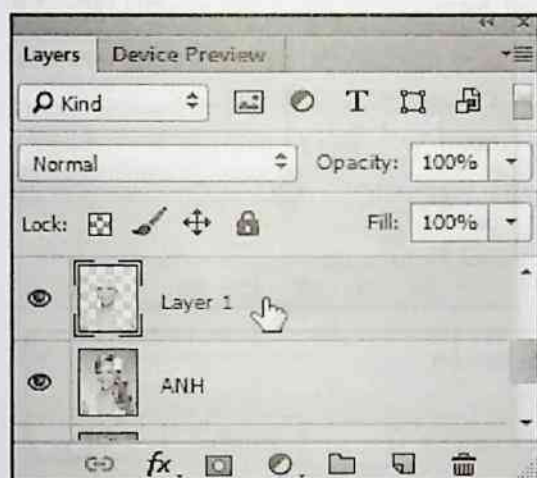 Layers Device Preview
Kind T
Normal Opacity: 100%
Lock: Fill: 100%
Layer 1
ANH
fx